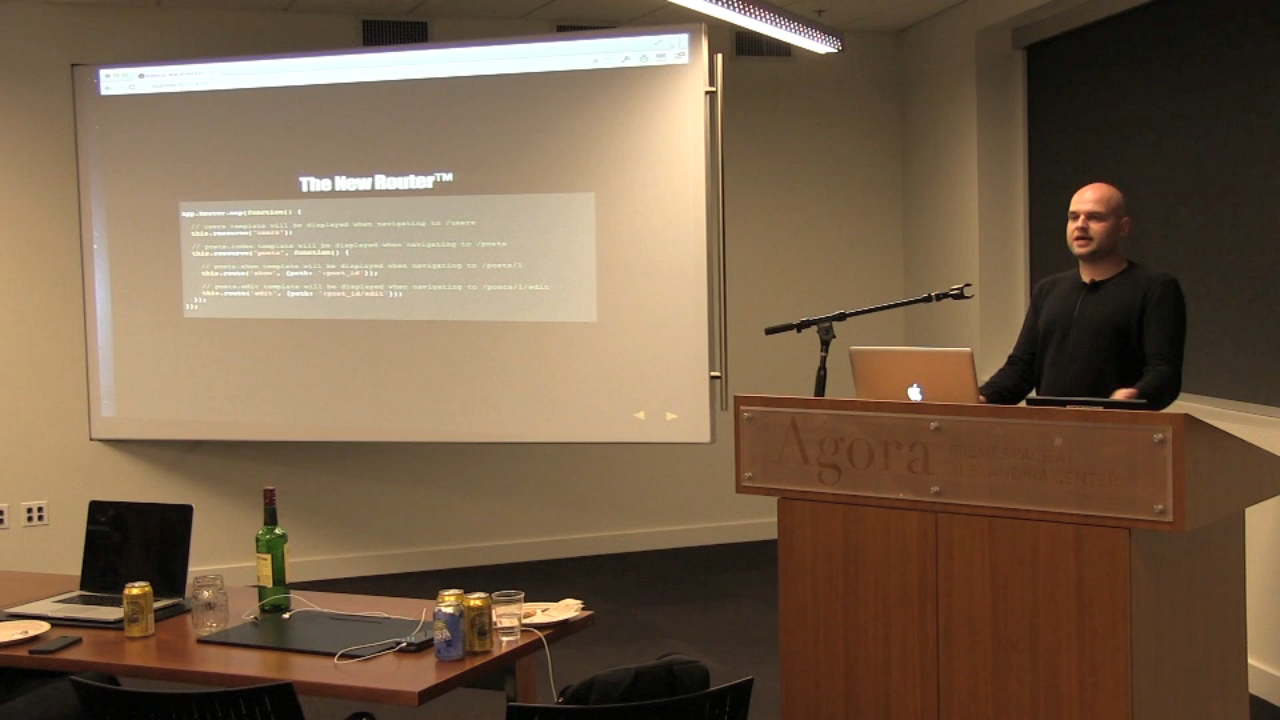 The New Router™
App.Router.map(function() {
// users template will be displayed when navigating to /users
this.resource("users");
// posts.index template will be displayed when navigating to /posts
this.resource("posts", function() {
// posts.show template will be displayed when navigating to /posts/1
this.route('show', {path: ':post_id'});
// posts.edit template will be displayed when navigating to /posts/1/edit
this.route('edit', {path: ':post_id/edit'});
});
});
Agora
CENTER